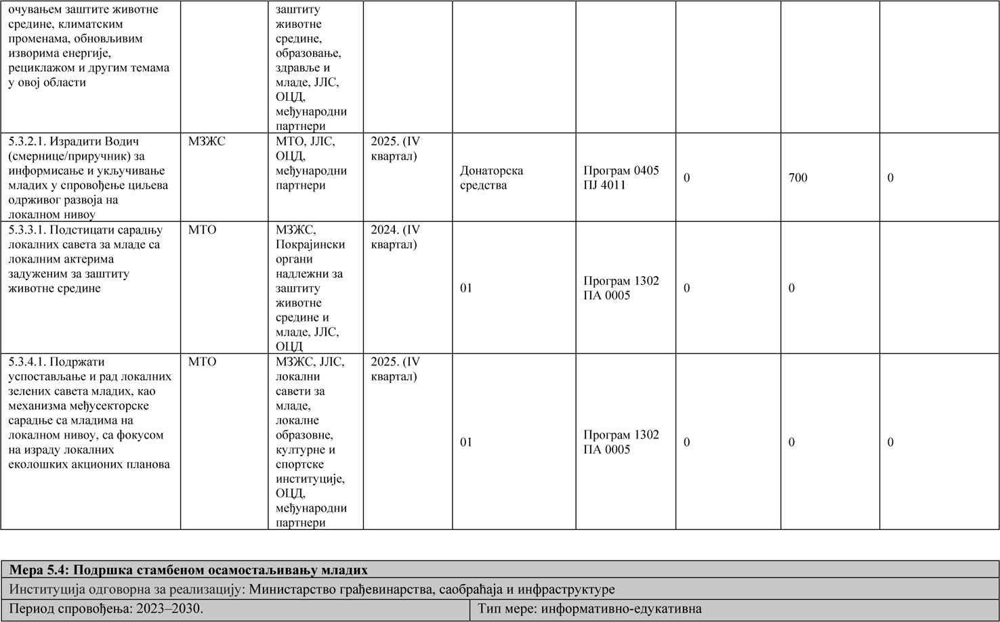 очувањем заштите животне
средине, климатским
променама, обновљивим
изворима енергије,
рециклажом и другим темама
у овој области
заштиту
животне
средине,
образовање,
здравље и
младе, ЈЛС,
ОЦД,
међународни
партнери
5.3.2.1. Израдити Водич
(смернице/приручник) за
информисање и укључивање
младих у спровођење циљева
одрживог развоја на
локалном нивоу
МЗЖС
МТО, ЈЛС,
ОЦД,
међународни
партнери
2025. (IV
квартал)
Донаторска
средства
Програм 0405
ПЈ 4011
0
700
0
5.3.3.1. Подстицати сарадњу
локалних савета за младе са
локалним актерима
задуженим за заштиту
животне средине
МТО
МЗЖС,
Покрајински
органи
надлежни за
заштиту
животне
средине и
младе, ЈЛС,
ОЦД
2024. (IV
квартал)
01
Програм 1302
ПА 0005
0
0
5.3.4.1. Подржати
успостављање и рад локалних
зелених савета младих, као
механизма међусекторске
сарадње са младима на
локалном нивоу, са фокусом
на израду локалних
еколошких акционих планова
МТО
МЗЖС, ЈЛС,
локални
савети за
младе,
локалне
образовне,
културне и
спортске
институције,
ОЦД,
међународни
партнери
2025. (IV
квартал)
01
Програм 1302
ПА 0005
0
0
0
Мера 5.4: Подршка стамбеном осамостаљивању младих
Институција одговорна за реализацију: Министарство грађевинарства, саобраћаја и инфраструктуре
Период спровођења: 2023–2030.
Тип мере: информативно-едукативна